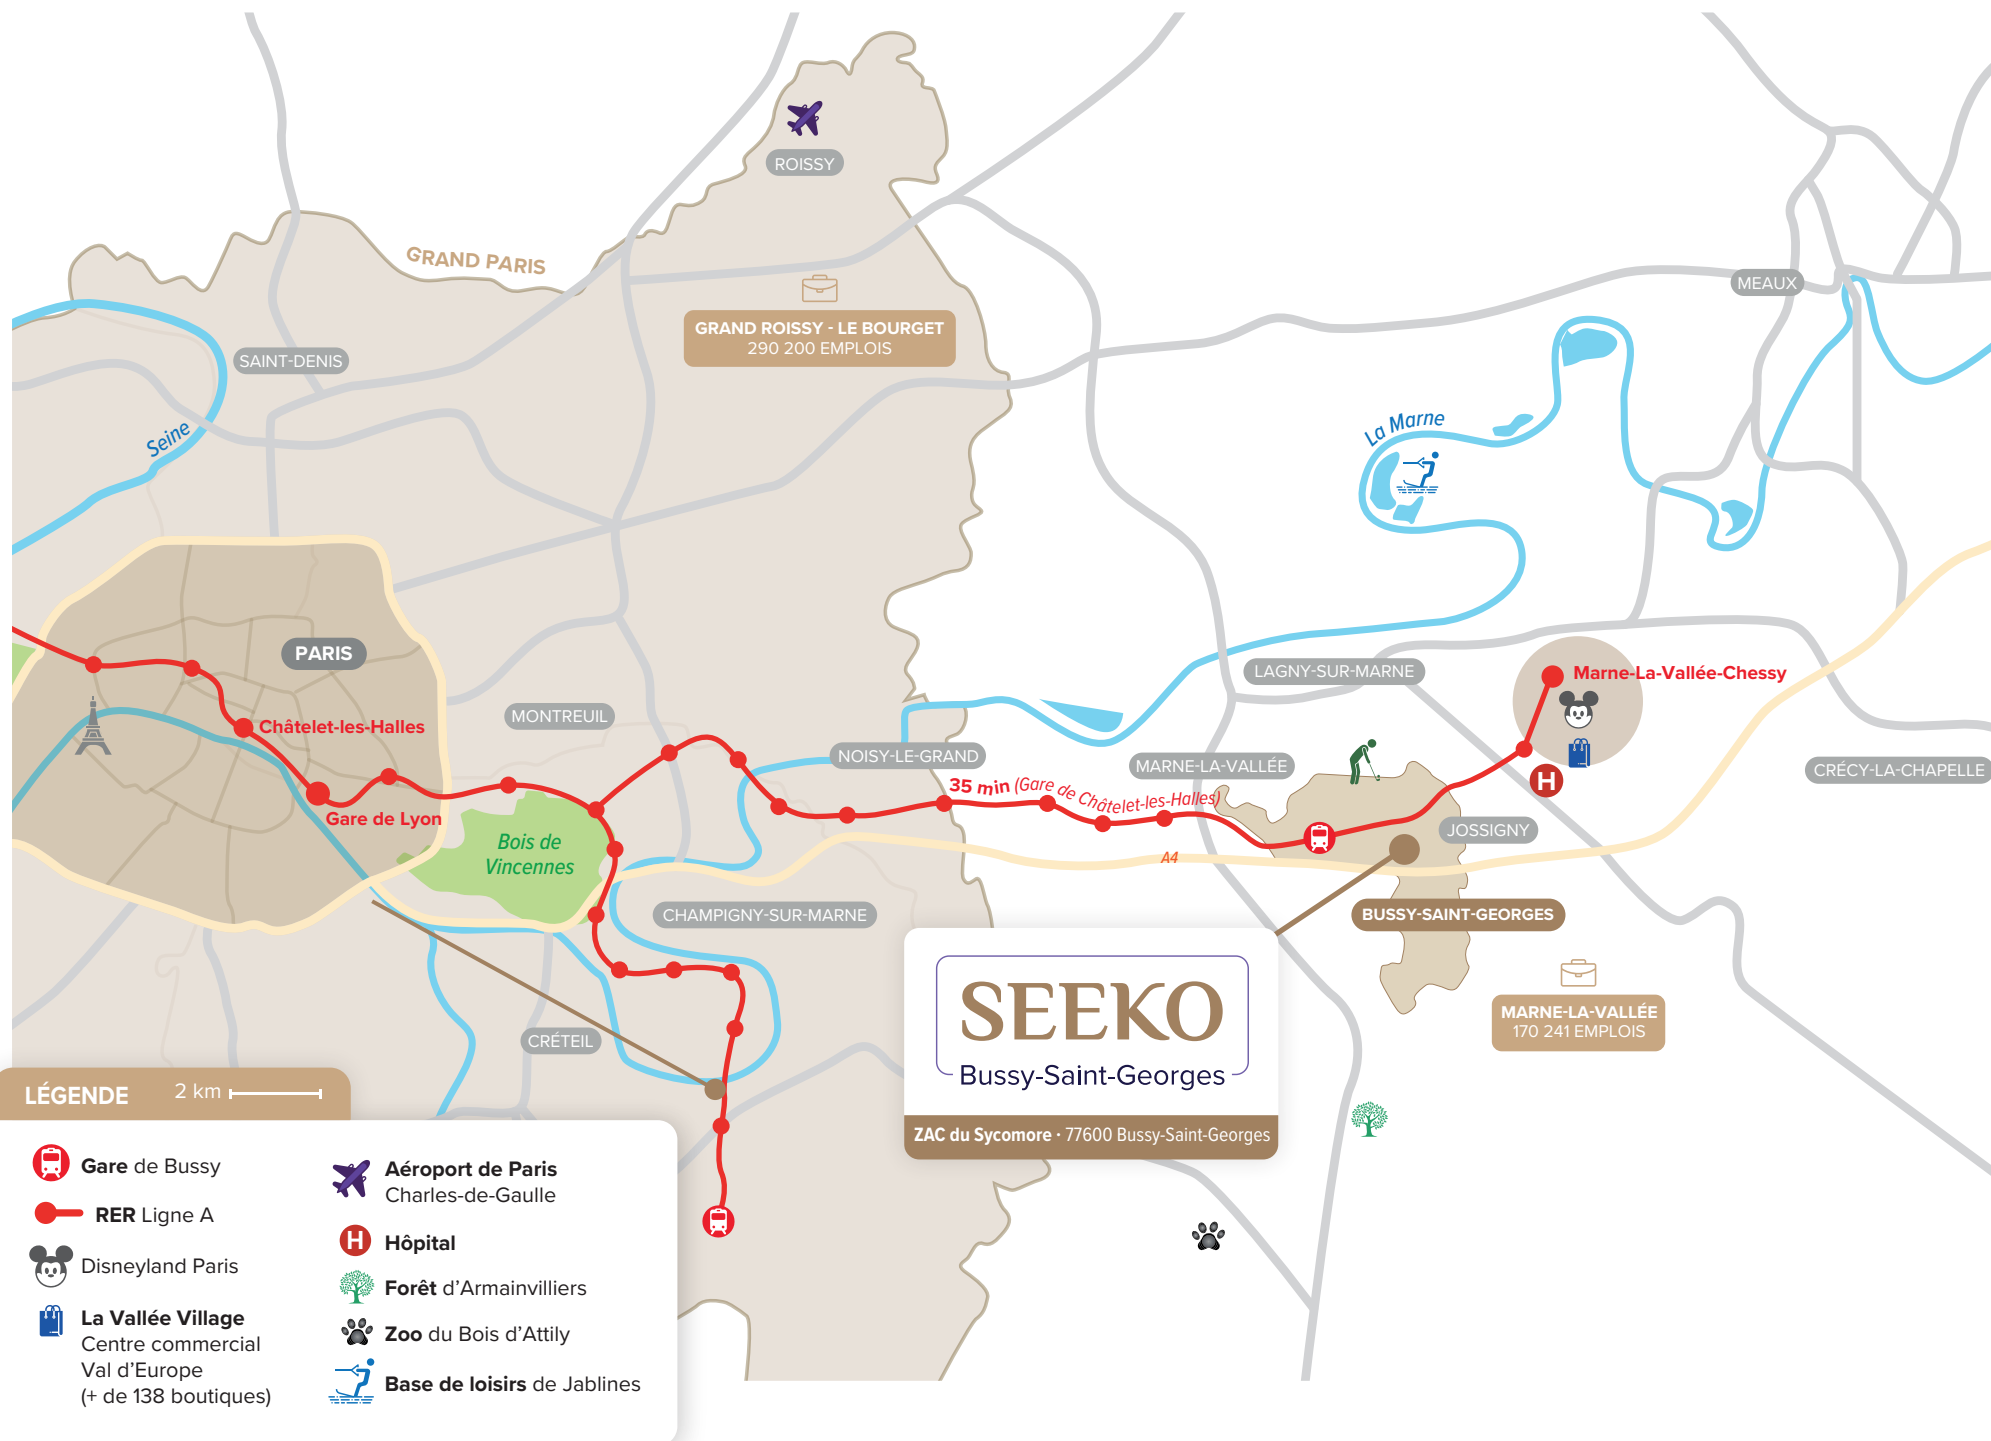 ROISSY
GRAND PARIS
GRAND ROISSY - LE BOURGET
290 200 EMPLOIS
MEAUX
SAINT-DENIS
Seine
La Marne
PARIS
LAGNY-SUR-MARNE
Marne-La-Vallée-Chessy
Châtelet-les-Halles
MONTREUIL
NOISY-LE-GRAND
MARNE-LA-VALLÉE
CRÉCY-LA-CHAPELLE
H
35 min (Gare de Châtelet-les-Halles)
Gare de Lyon
JOSSIGNY
Bois de
Vincennes
A4
CHAMPIGNY-SUR-MARNE
BUSSY-SAINT-GEORGES
SEEKO
Bussy-Saint-Georges
ZAC du Sycomore · 77600 Bussy-Saint-Georges
MARNE-LA-VALLÉE
170 241 EMPLOIS
CRÉTEIL
LÉGENDE
2 km
Gare de Bussy
RER Ligne A
Disneyland Paris
La Vallée Village
Centre commercial
Val d'Europe
(+ de 138 boutiques)
Aéroport de Paris
Charles-de-Gaulle
H
Hôpital
Forêt d'Armainvilliers
Zoo du Bois d'Attily
Base de loisirs de Jablines